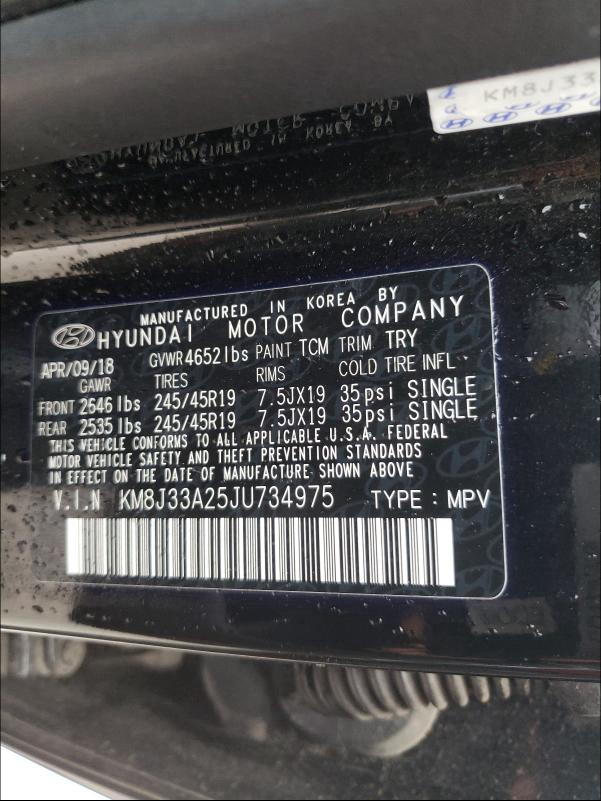 KM8J33
MANUFACTURED IN KOREA BY
HYUNDAI MOTOR COMPANY
APR/09/18 GVWR 4652 lbs PAINT TCM TRIM TRY
GAWR TIRES RIMS COLD TIRE INFL
FRONT 2646 lbs 245/45R19 7.5JX19 35 psi SINGLE
REAR 2535 lbs 245/45R19 7.5JX19 35 psi SINGLE
THIS VEHICLE CONFORMS TO ALL APPLICABLE U.S.A. FEDERAL
MOTOR VEHICLE SAFETY AND THEFT PREVENTION STANDARDS
IN EFFECT ON THE DATE OF MANUFACTURE SHOWN ABOVE
V.I.N KM8J33A25JU734975 TYPE : MPV